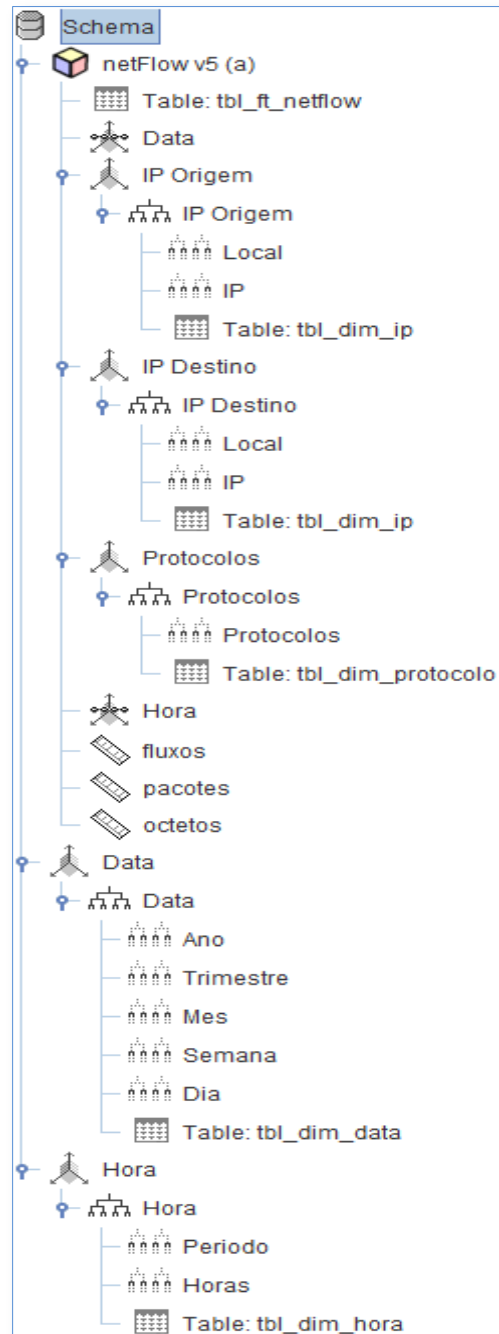 Schema
netFlow v5 (a)
Table: tbl_ft_netflow
Data
IP Origem
IP Origem
Local
IP
Table: tbl_dim_ip
IP Destino
IP Destino
Local
IP
Table: tbl_dim_ip
Protocolos
Protocolos
Protocolos
Table: tbl_dim_protocolo
Hora
fluxos
pacotes
octetos
Data
Data
Ano
Trimestre
Mes
Semana
Dia
Table: tbl_dim_data
Hora
Hora
Periodo
Horas
Table: tbl_dim_hora